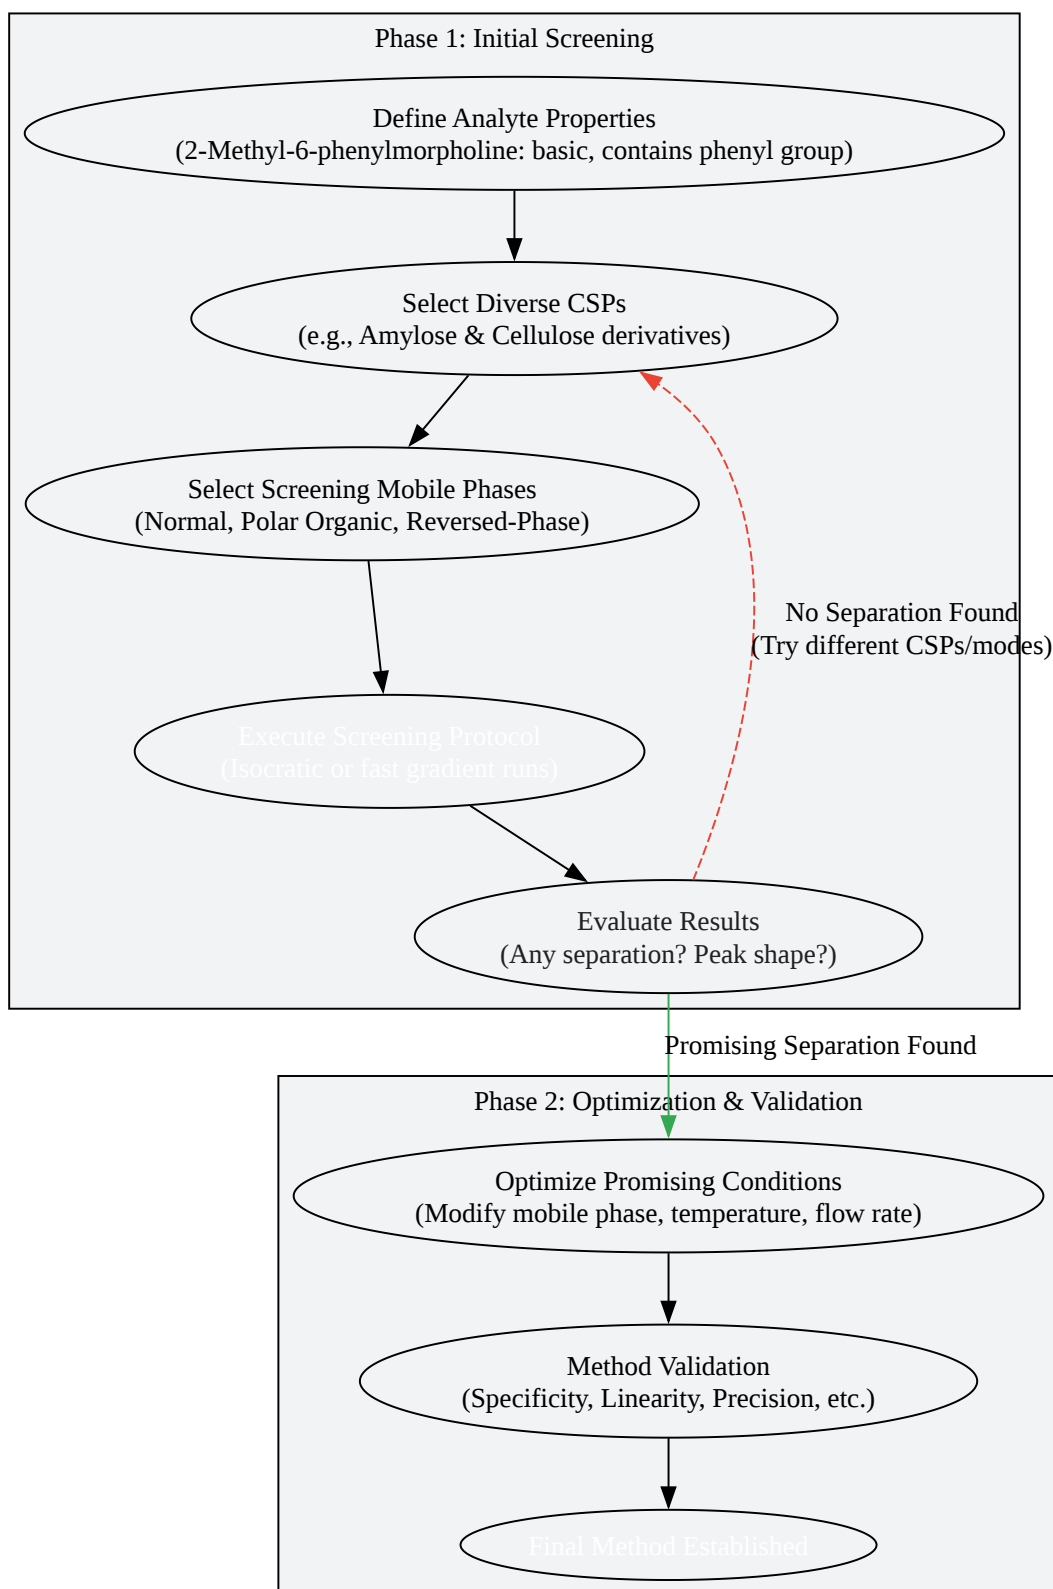 Phase 1: Initial Screening
Define Analyte Properties
(2-Methyl-6-phenylmorpholine: basic, contains phenyl group)
Select Diverse CSPs
(e.g., Amylose & Cellulose derivatives)
Select Screening Mobile Phases
(Normal, Polar Organic, Reversed-Phase)
No Separation Found
(Try different CSPs/modes)
Execute Screening Protocol
(Isocratic or fast gradient runs)
Evaluate Results
(Any separation? Peak shape?)
Promising Separation Found
Phase 2: Optimization & Validation
Optimize Promising Conditions
(Modify mobile phase, temperature, flow rate)
Method Validation
(Specificity, Linearity, Precision, etc.)
Final Method Established